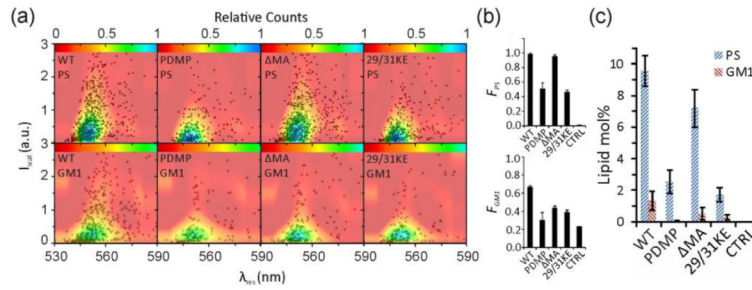 (a)
Relative Counts
0 0.5 1 0.5 1 0.5 1 0.5 1
3
2
1
0
WT
PS
PDMP
PS
ΔMA
PS
29/31KE
PS
I scat (a.u.)
3
2
1
0
WT
GM1
PDMP
GM1
ΔMA
GM1
29/31KE
GM1
530 560 590 560 590 560 590 560 590
λres (nm)
(b)
1.0
0.8
0.6
0.4
0.2
0.0
FPS
WT
PDMP
ΔMA
29/31KE
CTRL
1.0
0.8
0.6
0.4
0.2
0.0
FGM1
WT
PDMP
ΔMA
29/31KE
CTRL
(c)
PS
GM1
10
8
6
4
2
0
Lipid mol%
WT
PDMP
ΔMA
29/31KE
CTRL